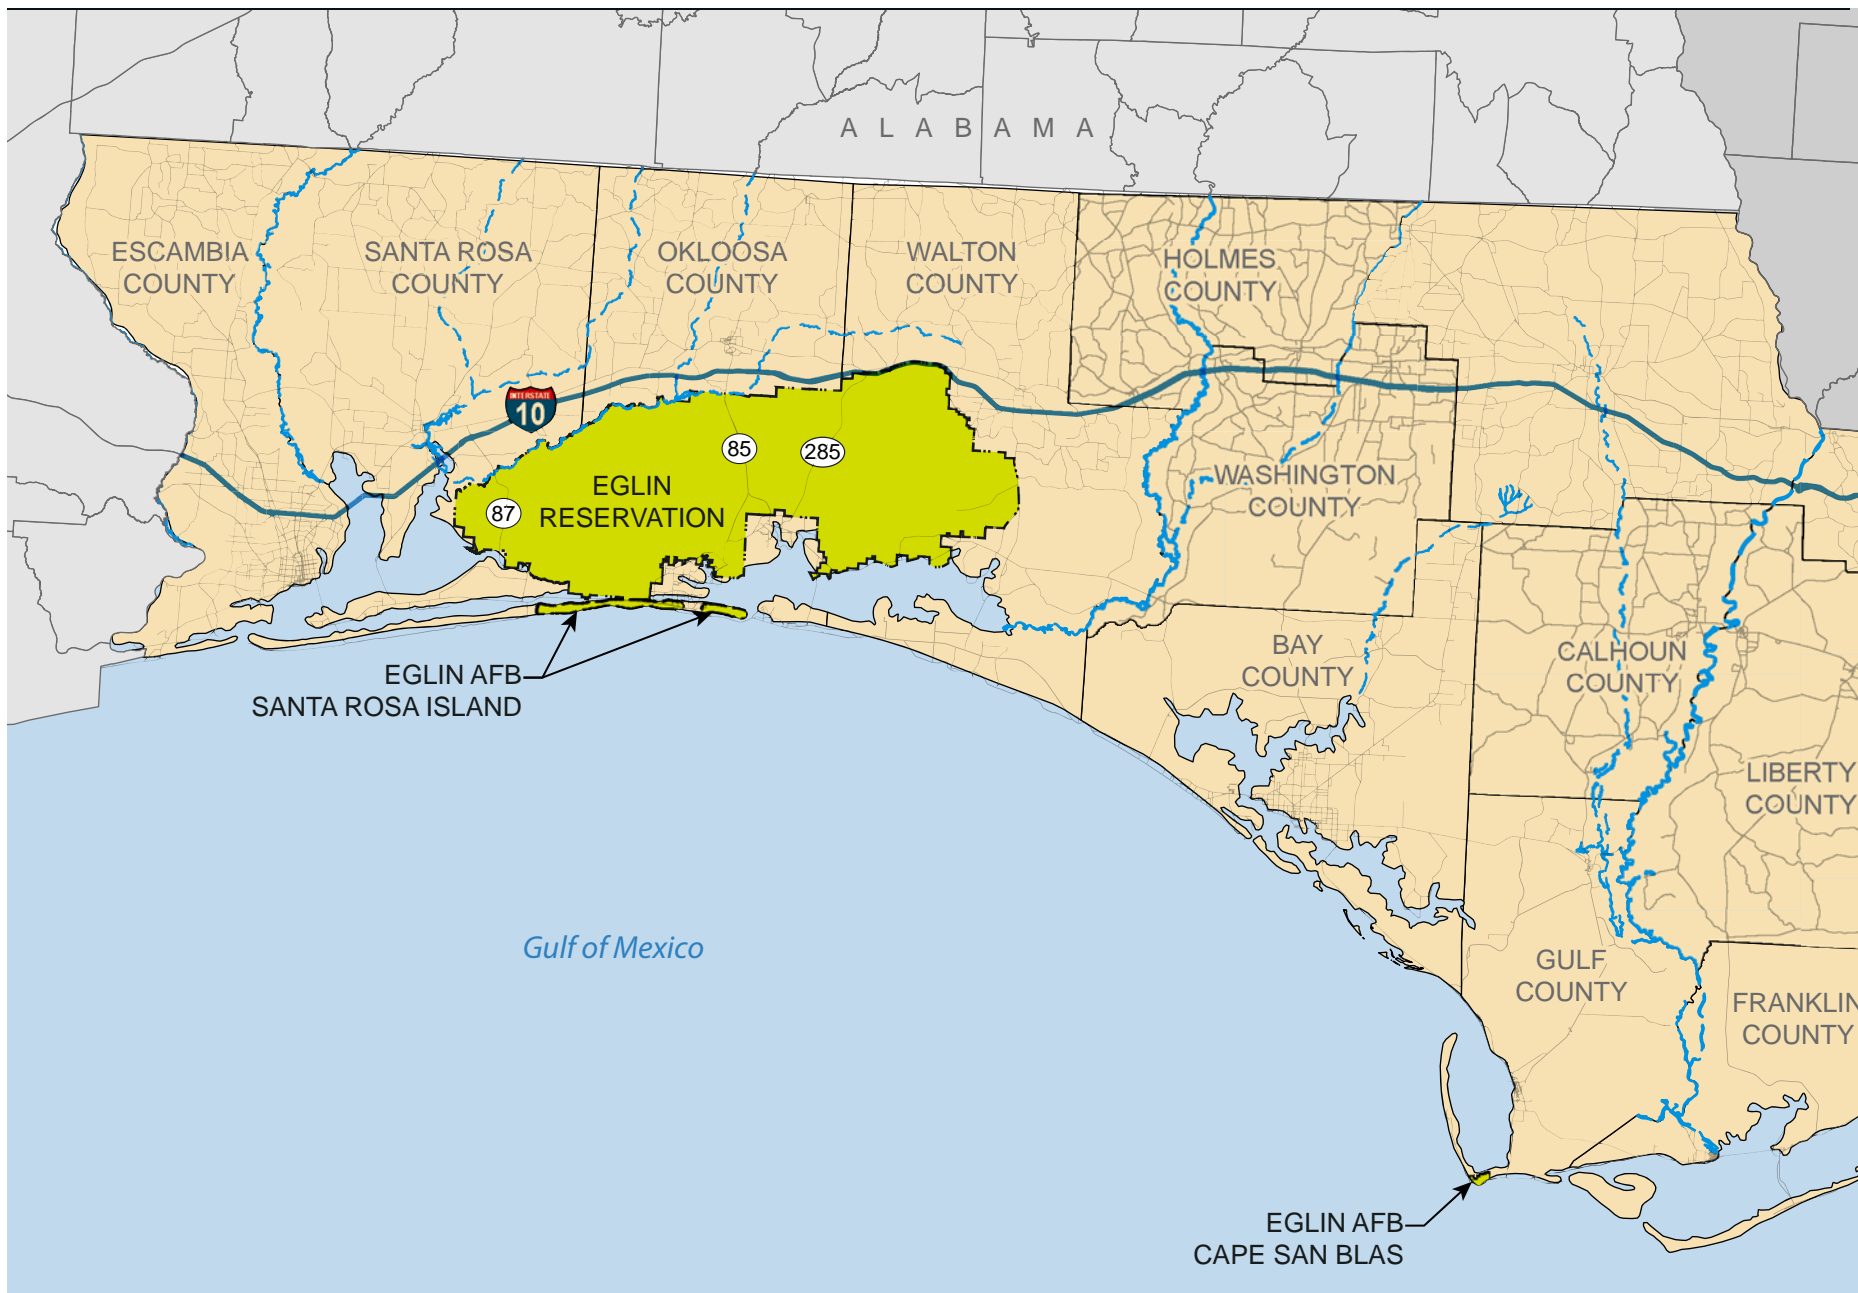 A L A B A M A
ESCAMBIA
COUNTY
SANTA ROSA
COUNTY
OKLOOSA
COUNTY
WALTON
COUNTY
HOLMES
COUNTY
INTERSTATE
10
85
285
87
EGLIN
RESERVATION
WASHINGTON
COUNTY
EGLIN AFB
SANTA ROSA ISLAND
BAY
COUNTY
CALHOUN
COUNTY
LIBERTY
COUNTY
Gulf of Mexico
GULF
COUNTY
FRANKLIN
COUNTY
EGLIN AFB
CAPE SAN BLAS